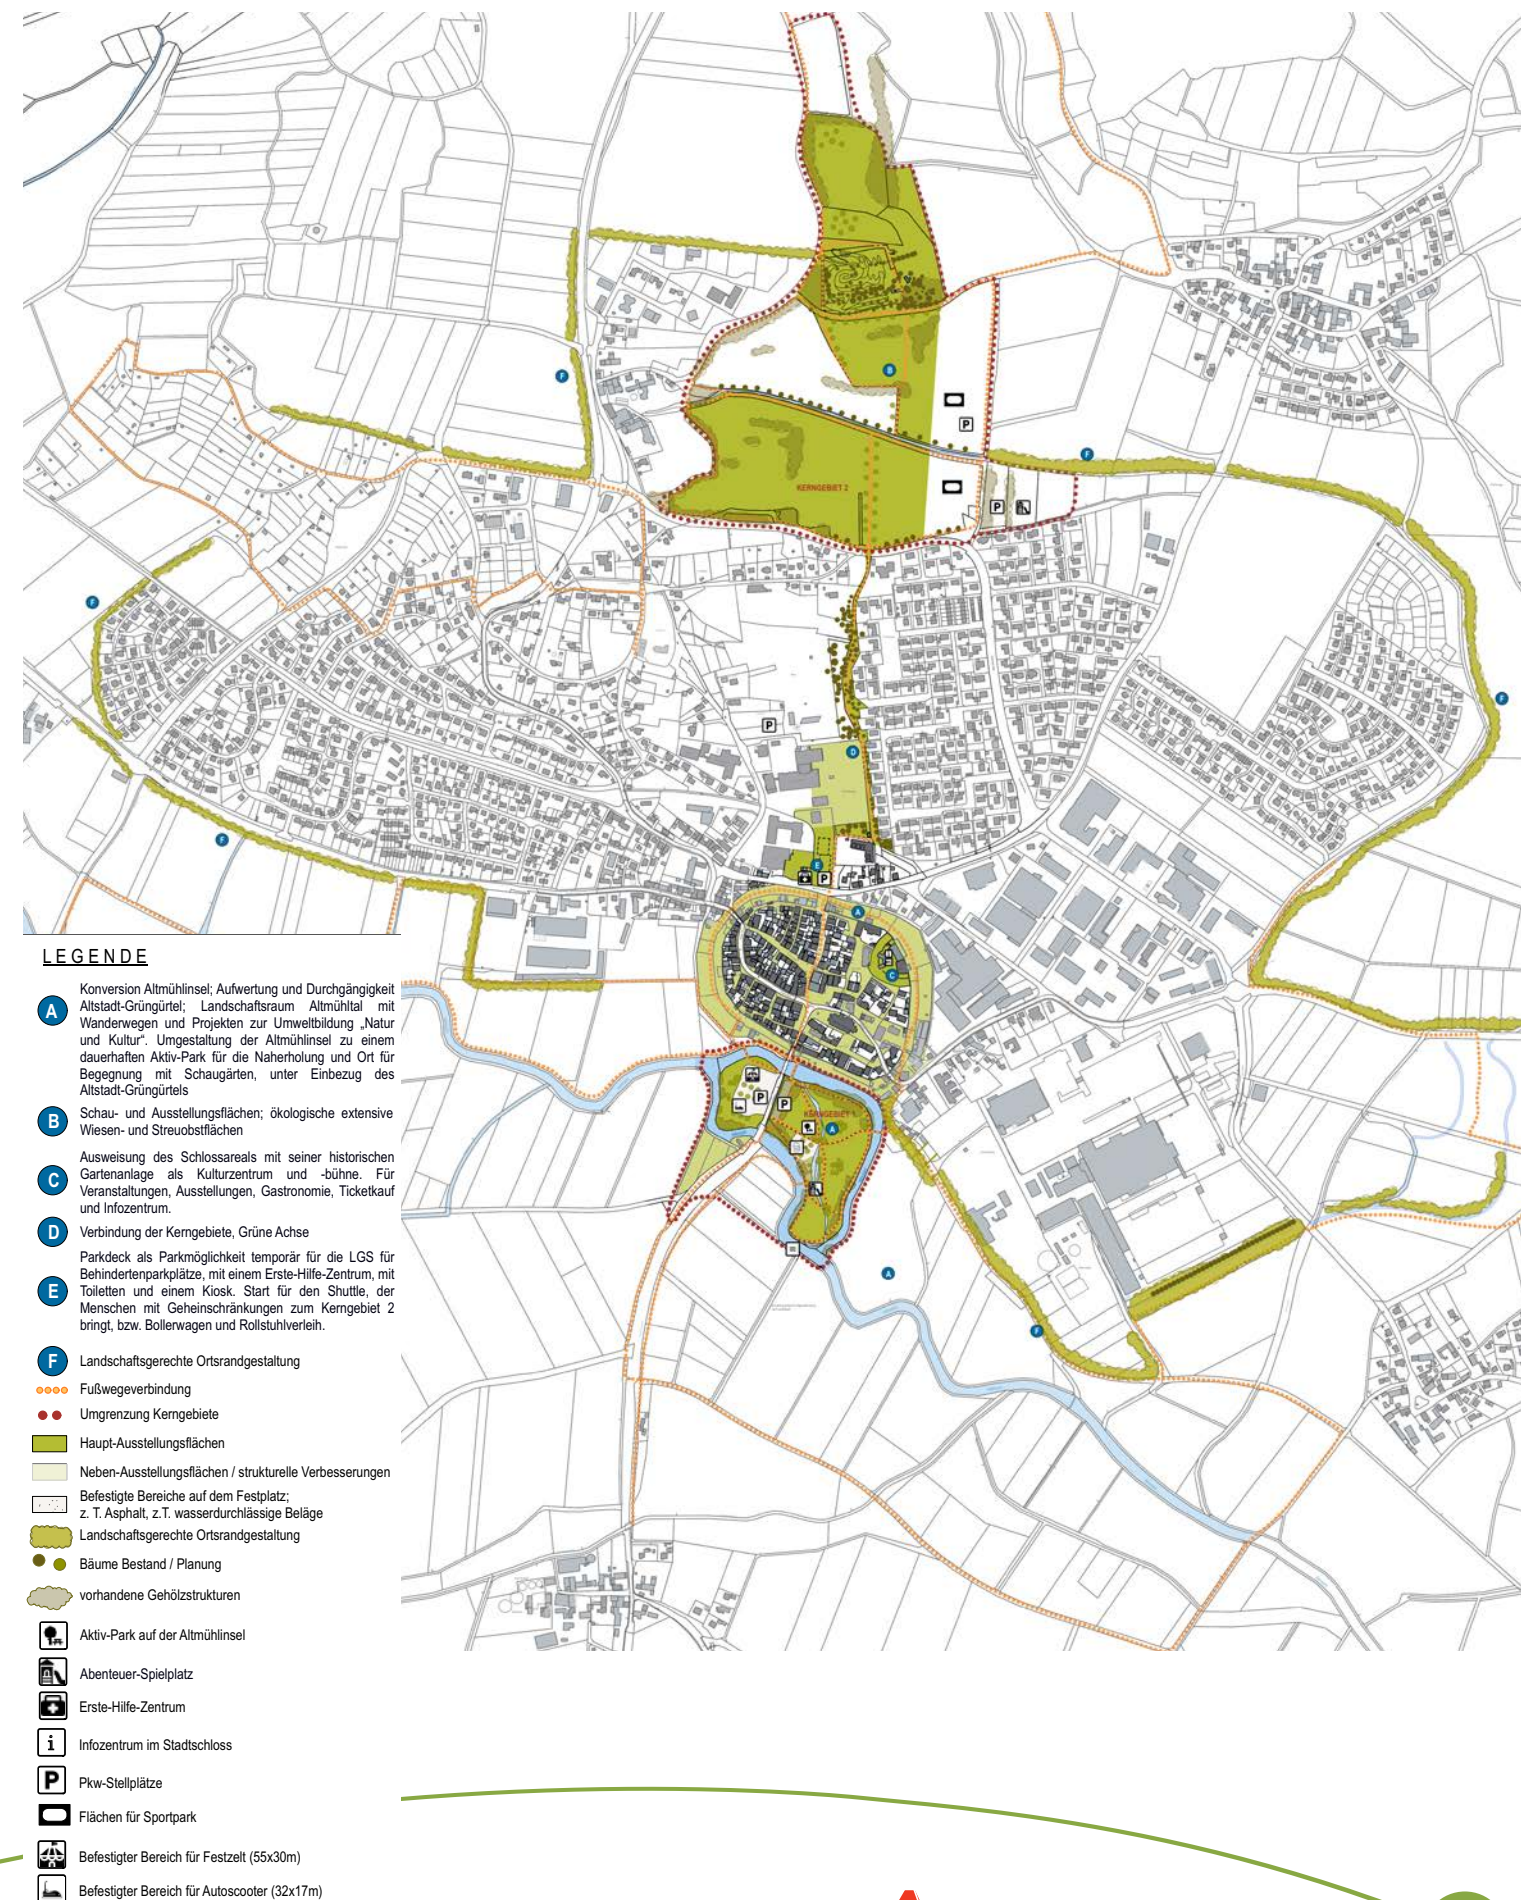 KERNGEBIET 2
KERNGEBIET 1
B
F
F
F
F
F
F
D
E
A
C
A
A
P
P
P
P
P
P
LEGENDE
A
Konversion Altmühlinsel; Aufwertung und Durchgängigkeit
Altstadt-Grüngürtel; Landschaftsraum Altmühltal mit
Wanderwegen und Projekten zur Umweltbildung „Natur
und Kultur“. Umgestaltung der Altmühlinsel zu einem
dauerhaften Aktiv-Park für die Naherholung und Ort für
Begegnung mit Schaugärten, unter Einbezug des
Altstadt-Grüngürtels
B
Schau- und Ausstellungsflächen; ökologische extensive
Wiesen- und Streuobstflächen
C
Ausweisung des Schlossareals mit seiner historischen
Gartenanlage als Kulturzentrum und -bühne. Für
Veranstaltungen, Ausstellungen, Gastronomie, Ticketkauf
und Infozentrum.
D
Verbindung der Kerngebiete, Grüne Achse
E
Parkdeck als Parkmöglichkeit temporär für die LGS für
Behindertenparkplätze, mit einem Erste-Hilfe-Zentrum, mit
Toiletten und einem Kiosk. Start für den Shuttle, der
Menschen mit Geheinschränkungen zum Kerngebiet 2
bringt, bzw. Bollerwagen und Rollstuhlverleih.
F
Landschaftsgerechte Ortsrandgestaltung
Fußwegeverbindung
Umgrenzung Kerngebiete
Haupt-Ausstellungsflächen
Neben-Ausstellungsflächen / strukturelle Verbesserungen
Befestigte Bereiche auf dem Festplatz;
z. T. Asphalt, z.T. wasserdurchlässige Beläge
Landschaftsgerechte Ortsrandgestaltung
Bäume Bestand / Planung
vorhandene Gehölzstrukturen
Aktiv-Park auf der Altmühlinsel
Abenteuer-Spielplatz
Erste-Hilfe-Zentrum
i
Infozentrum im Stadtschloss
P
Pkw-Stellplätze
Flächen für Sportpark
Befestigter Bereich für Festzelt (55x30m)
Befestigter Bereich für Autoscooter (32x17m)